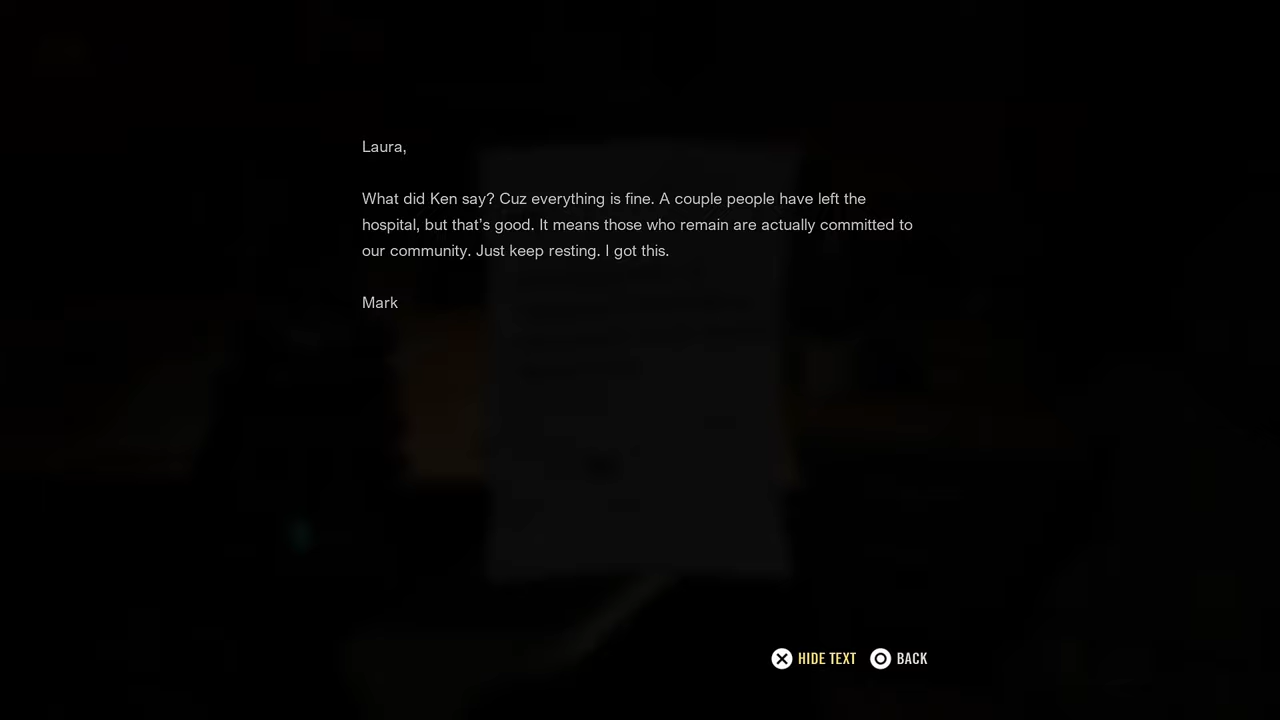 Laura,
What did Ken say? Cuz everything is fine. A couple people have left the
hospital, but that's good. It means those who remain are actually committed to
our community. Just keep resting. I got this.
Mark
HIDE TEXT BACK